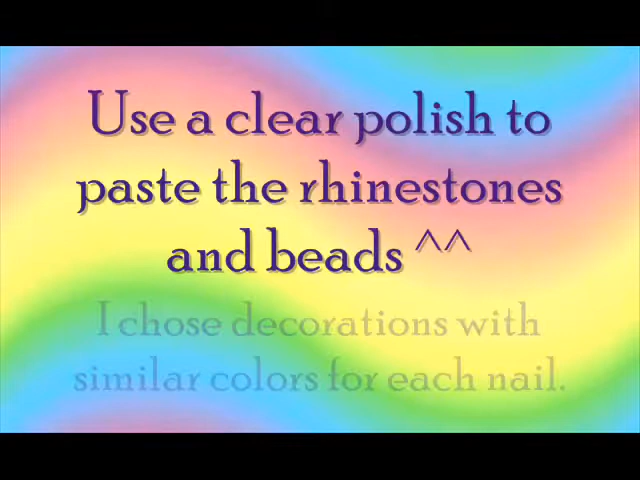 Use a clear polish to
paste the rhinestones
and beads ^^
I chose decorations with
similar colors for each nail.